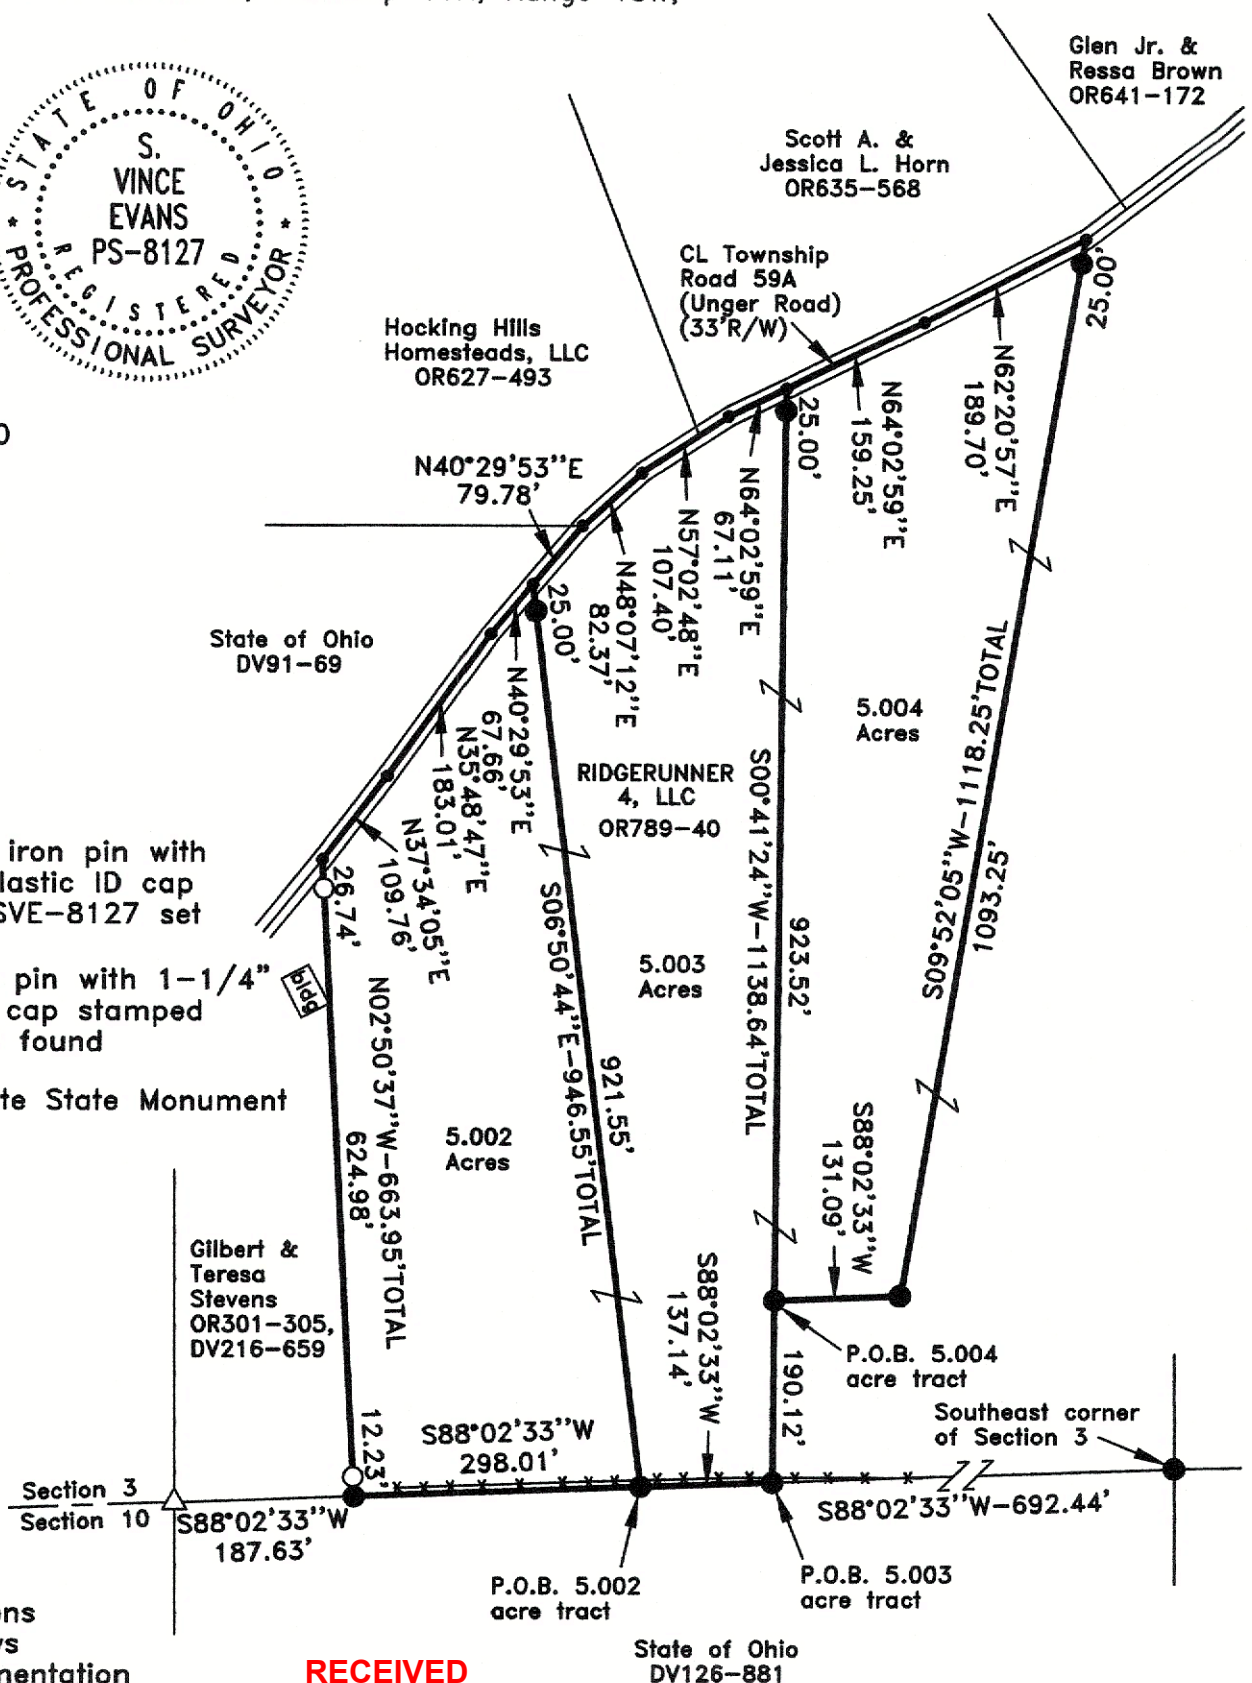 Glen Jr. &
Ressa Brown
OR641-172
STATE OF OHIO
S.
VINCE
EVANS
PS-8127
REGISTERED
* PROFESSIONAL SURVEYOR *
Scott A. &
Jessica L. Horn
OR635-568
CL Township
Road 59A
(Unger Road)
(33'R/W)
Hocking Hills
Homesteads, LLC
OR627-493
25.00'
N62°20'57"E
189.70'
N64°02'59"E
159.25'
25.00'
N64°02'59"E
67.11'
N57°02'48"E
107.40'
N48°07'12"E
82.37'
N40°29'53"E
79.78'
25.00'
State of Ohio
DV91-69
N40°29'53"E
67.66'
N35°48'47"E
183.01'
N37°34'05"E
109.76'
26.74'
5.004
Acres
RIDGERUNNER
4, LLC
OR789-40
S00°41'24"W-1138.64'TOTAL
923.52'
S09°52'05"W-1118.25'TOTAL
1093.25'
iron pin with
lastic ID cap
SVE-8127 set
pin with 1-1/4"
cap stamped
found
te State Monument
bldg
S06°50'44"E-946.55'TOTAL
921.55'
5.003
Acres
N02°50'37"W-663.95'TOTAL
624.98'
5.002
Acres
S88°02'33"W
131.09'
Gilbert &
Teresa
Stevens
OR301-305,
DV216-659
S88°02'33"W
137.14'
190.12'
P.O.B. 5.004
acre tract
Southeast corner
of Section 3
12.23'
S88°02'33"W
298.01'
Section 3
Section 10
S88°02'33"W
187.63'
S88°02'33"W-692.44'
P.O.B. 5.002
acre tract
P.O.B. 5.003
acre tract
State of Ohio
DV126-881
ns
mentation
RECEIVED